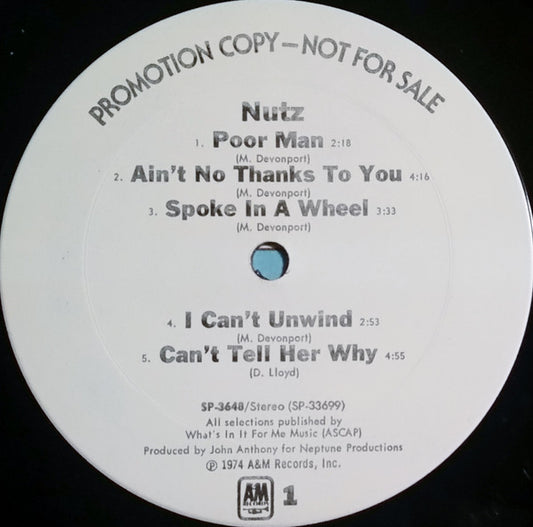 PROMOTION COPY—NOT FOR SALE
Nutz
1. Poor Man 2:18
(M. Devonport)
2. Ain't No Thanks To You 4:16
(M. Devonport)
3. Spoke In A Wheel 3:33
(M. Devonport)
4. I Can't Unwind 2:53
(M. Devonport)
5. Can't Tell Her Why 4:55
(D. Lloyd)
SP-3648/Stereo (SP-33699)
All selections published by
What's In It For Me Music (ASCAP)
Produced by John Anthony for Neptune Productions
℗ 1974 A&M Records, Inc.
A&M
RECORDS
1